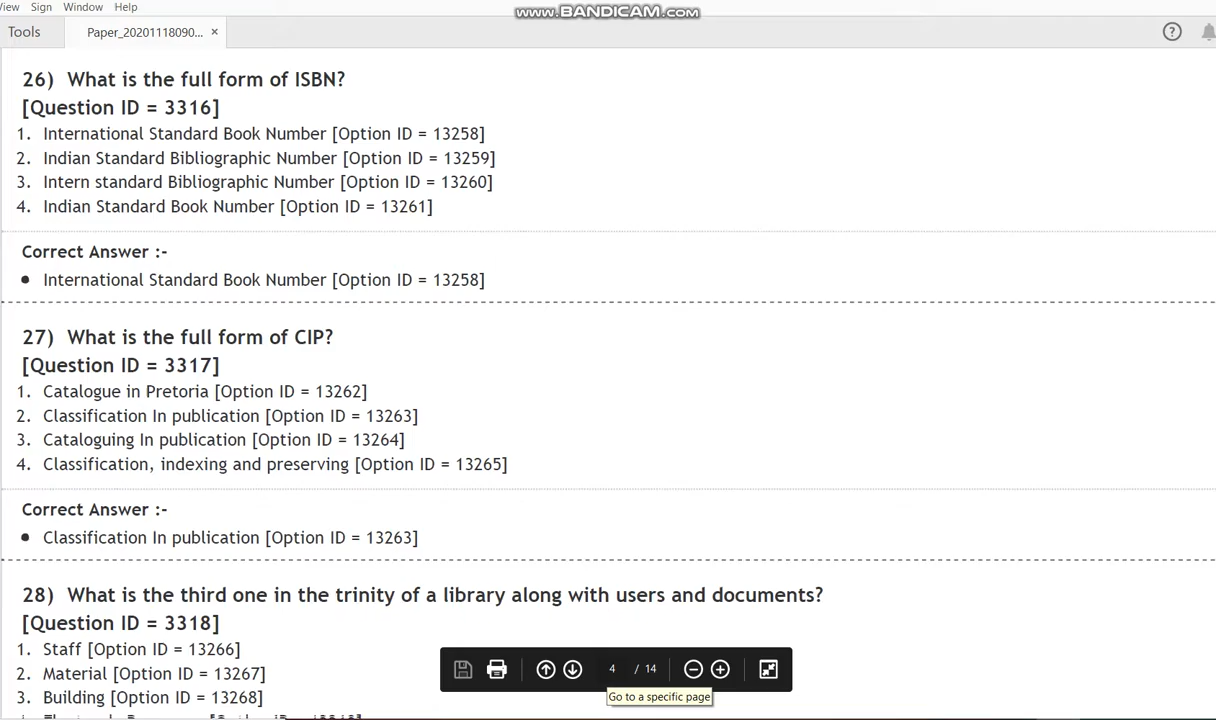 View Sign Window Help
www.BANDICAM.com
Tools Paper_20201118090... ×
?
26) What is the full form of ISBN?
[Question ID = 3316]
1. International Standard Book Number [Option ID = 13258]
2. Indian Standard Bibliographic Number [Option ID = 13259]
3. Intern standard Bibliographic Number [Option ID = 13260]
4. Indian Standard Book Number [Option ID = 13261]
Correct Answer :-
• International Standard Book Number [Option ID = 13258]
27) What is the full form of CIP?
[Question ID = 3317]
1. Catalogue in Pretoria [Option ID = 13262]
2. Classification In publication [Option ID = 13263]
3. Cataloguing In publication [Option ID = 13264]
4. Classification, indexing and preserving [Option ID = 13265]
Correct Answer :-
• Classification In publication [Option ID = 13263]
28) What is the third one in the trinity of a library along with users and documents?
[Question ID = 3318]
1. Staff [Option ID = 13266]
2. Material [Option ID = 13267]
3. Building [Option ID = 13268]
4 / 14
Go to a specific page